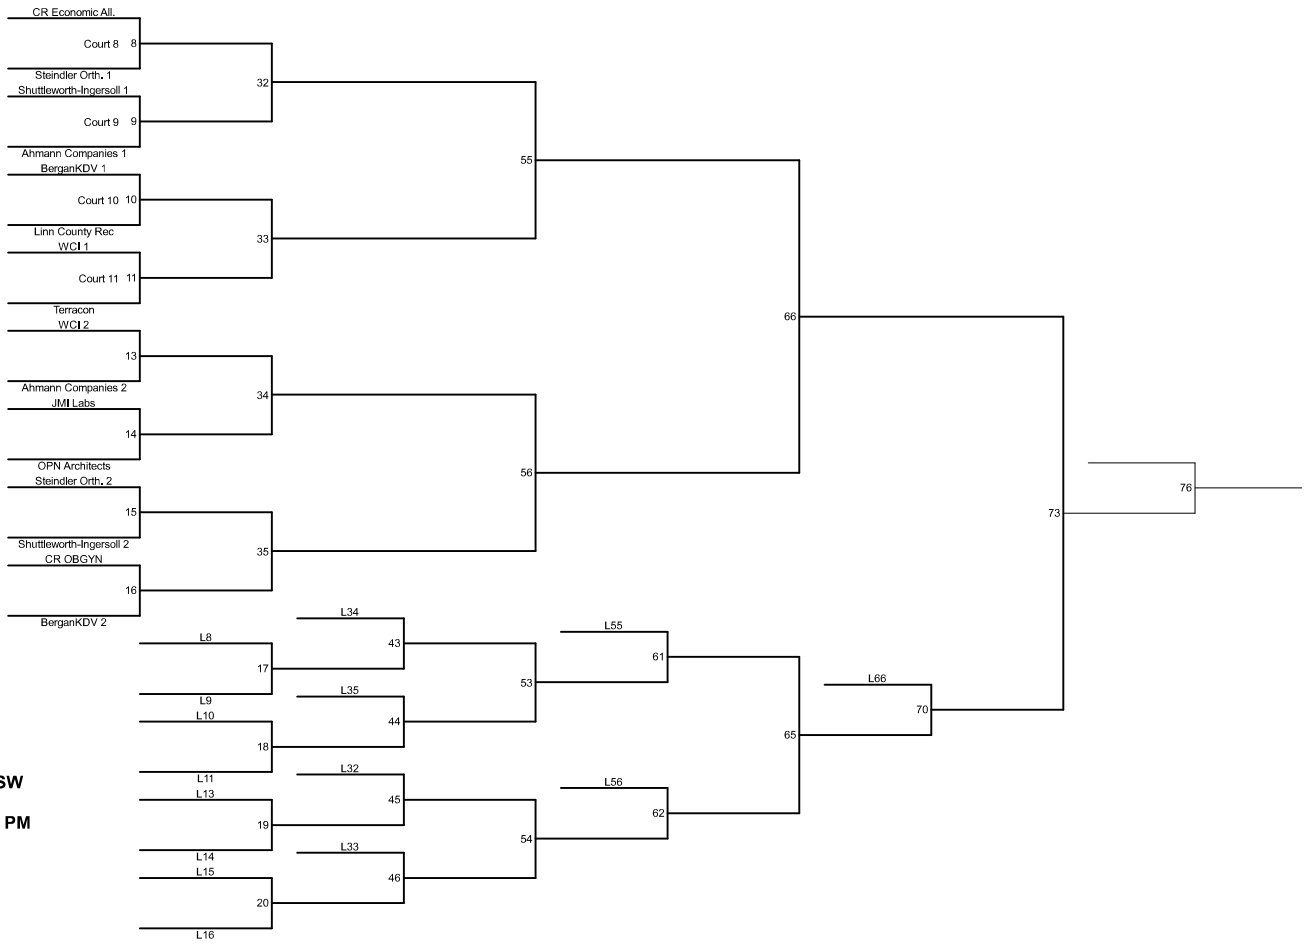 CR Economic All.
Court 8 8
Steindler Orth. 1
32
Shuttleworth-Ingersoll 1
Court 9 9
Ahmann Companies 1
55
BerganKDV 1
Court 10 10
Linn County Rec
33
WCI 1
Court 11 11
Terracon
66
WCI 2
13
Ahmann Companies 2
34
JMI Labs
14
OPN Architects
56
Steindler Orth. 2
15
Shuttleworth-Ingersoll 2
35
CR OBGYN
16
BerganKDV 2
76
73
L8
17
L9
L34
43
L55
61
53
L10
18
L11
L35
44
L66
70
65
L13
19
L14
L32
45
L56
62
54
L15
20
L16
L33
46
SW
PM